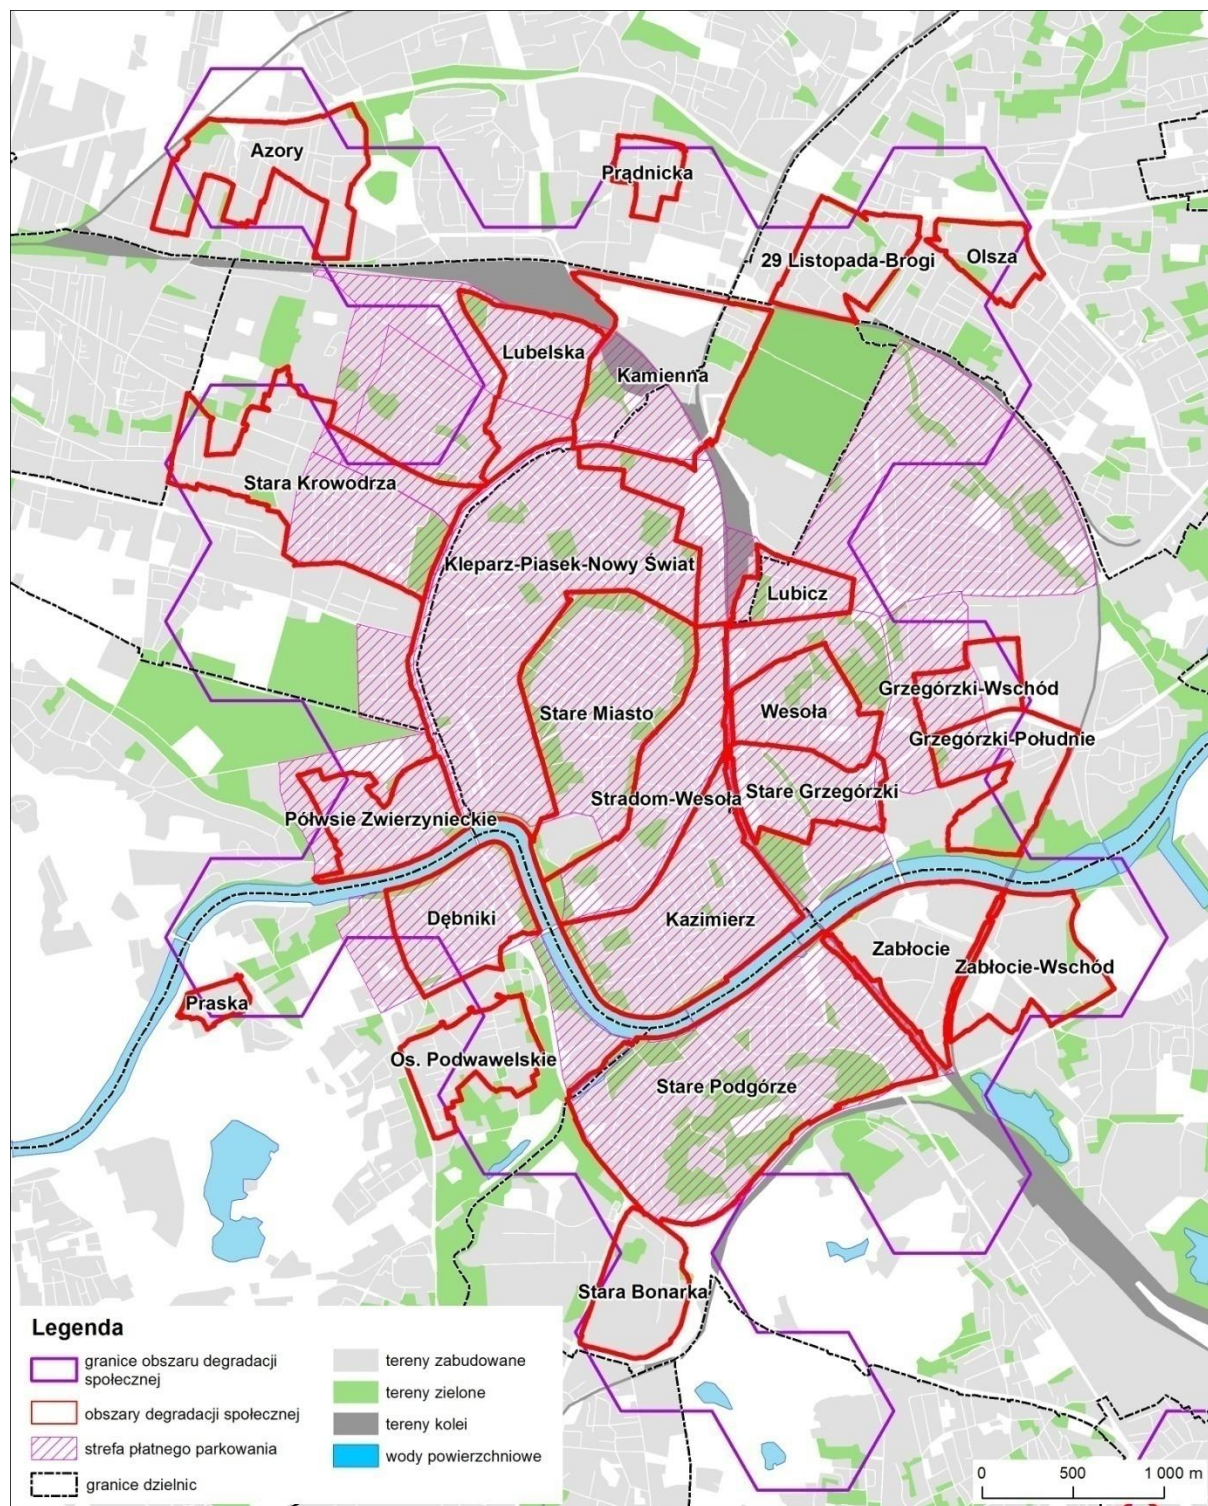 Azory
Prądnicka
29 Listopada-Brogi
Olsza
Lubelska
Kamienna
Stara Krowodrza
Kleparz-Piasek-Nowy Świat
Lubicz
Grzegórzki-Wschód
Stare Miasto
Wesoła
Grzegórzki-Południe
Stradom-Wesoła
Stare Grzegórzki
Półwsie Zwierzynieckie
Dębniki
Kazimierz
Zabłocie
Zabłocie-Wschód
Praska
Os. Podwawelskie
Stare Podgórze
Stara Bonarka
Legenda
granice obszaru degradacji
społecznej
obszary degradacji społecznej
strefa płatnego parkowania
granice dzielnic
tereny zabudowane
tereny zielone
tereny kolei
wody powierzchniowe
0 500 1 000 m